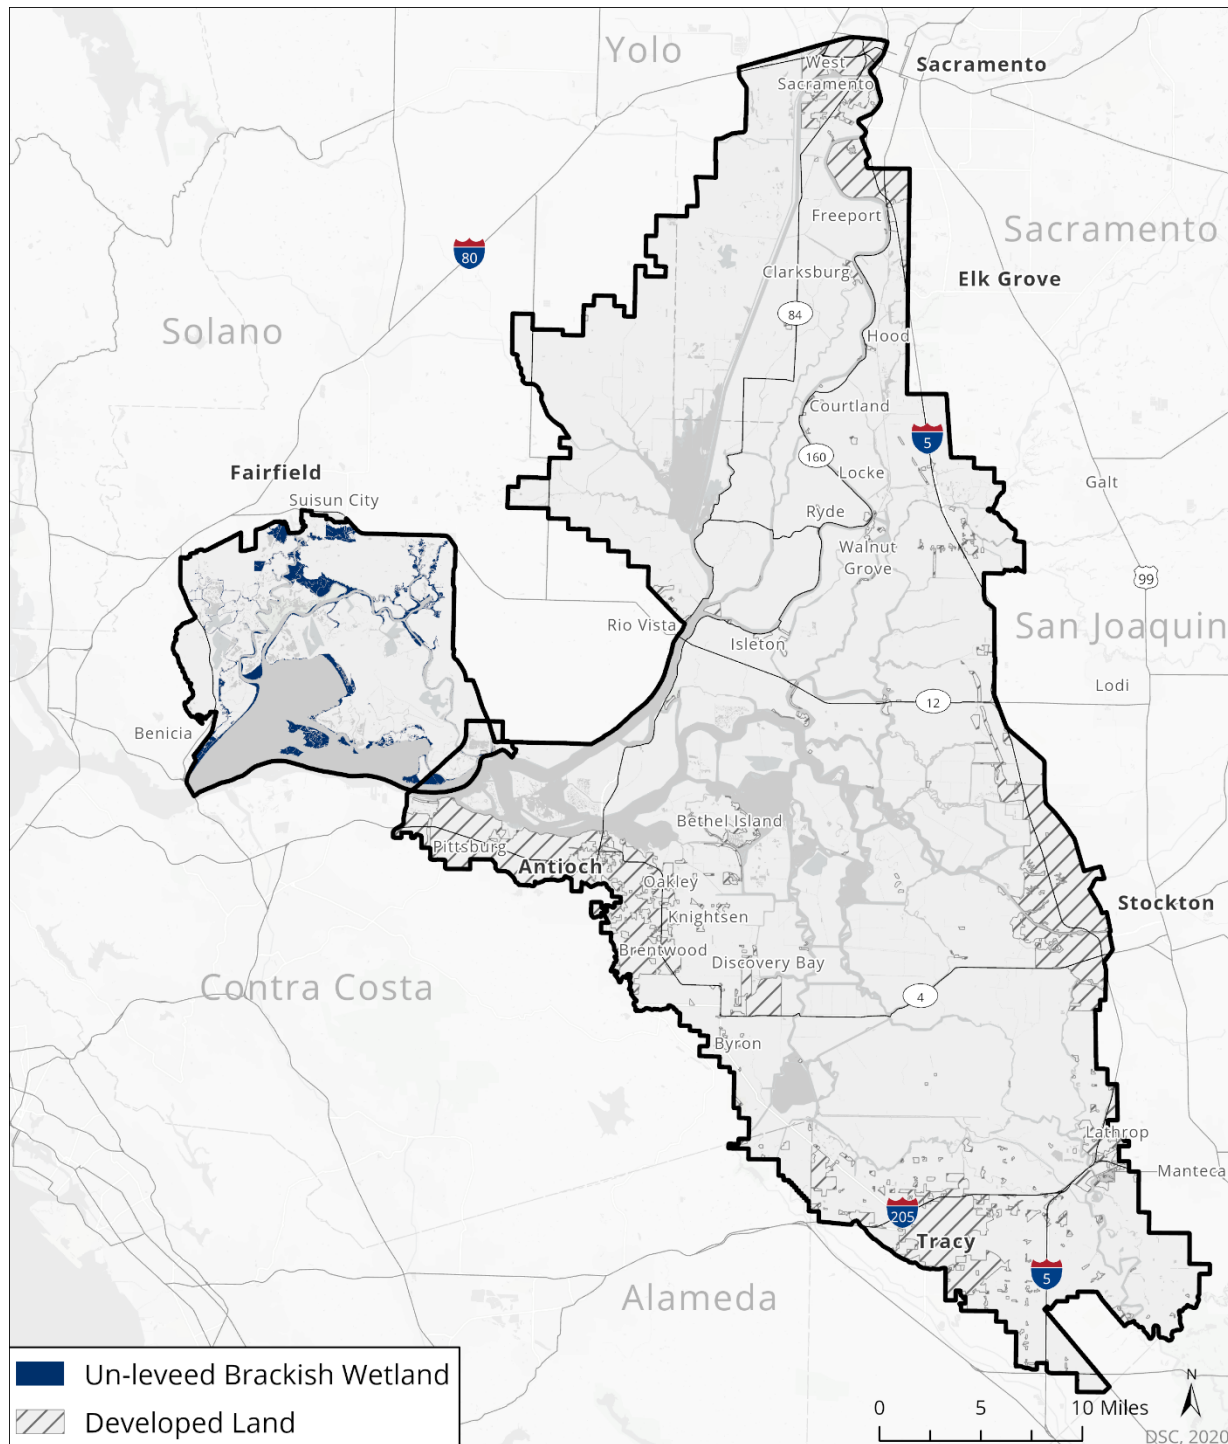 Yolo
West
Sacramento
Sacramento
Freeport
Sacramento
80
Clarksburg
Elk Grove
84
Solano
Hood
Courtland
5
160
Fairfield
Locke
Galt
Suisun City
Ryde
Walnut
Grove
99
Rio Vista
San Joaquin
Isleton
Lodi
12
Benicia
Bethel Island
Pittsburg
Antioch
Oakley
Stockton
Knightsen
Brentwood
Discovery Bay
Contra Costa
4
Byron
Lathrop
Manteca
205
Tracy
5
Alameda
Un-leveed Brackish Wetland
Developed Land
N
0 5 10 Miles
DSC, 2020